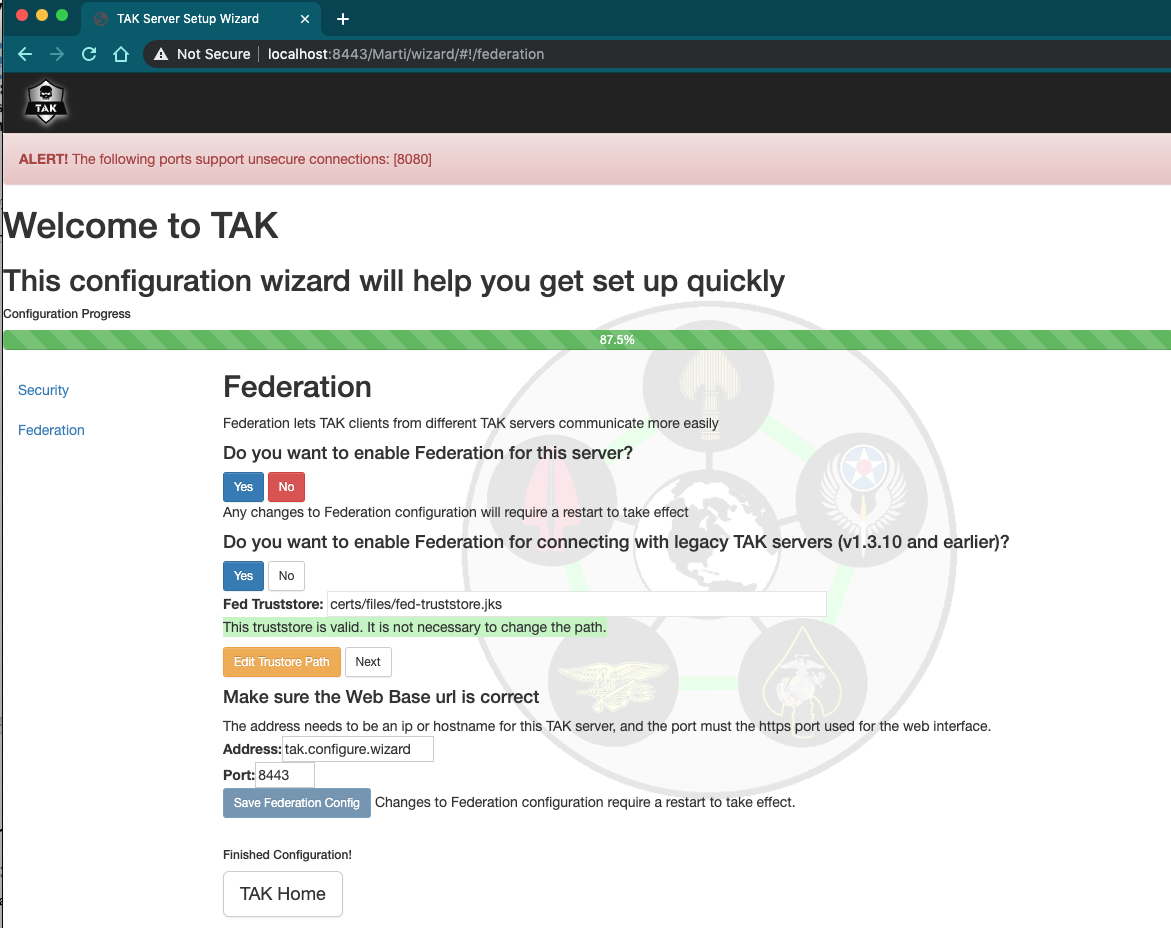 TAK Server Setup Wizard
Not Secure localhost:8443/Marti/wizard/#!/federation
TAK
ALERT! The following ports support unsecure connections: [8080]
Welcome to TAK
This configuration wizard will help you get set up quickly
Configuration Progress
87.5%
Security
Federation
Federation
Federation lets TAK clients from different TAK servers communicate more easily
Do you want to enable Federation for this server?
Yes No
Any changes to Federation configuration will require a restart to take effect
Do you want to enable Federation for connecting with legacy TAK servers (v1.3.10 and earlier)?
Yes No
Fed Truststore: certs/files/fed-truststore.jks
This truststore is valid. It is not necessary to change the path.
Edit Trustore Path Next
Make sure the Web Base url is correct
The address needs to be an ip or hostname for this TAK server, and the port must the https port used for the web interface.
Address: tak.configure.wizard
Port: 8443
Save Federation Config Changes to Federation configuration require a restart to take effect.
Finished Configuration!
TAK Home